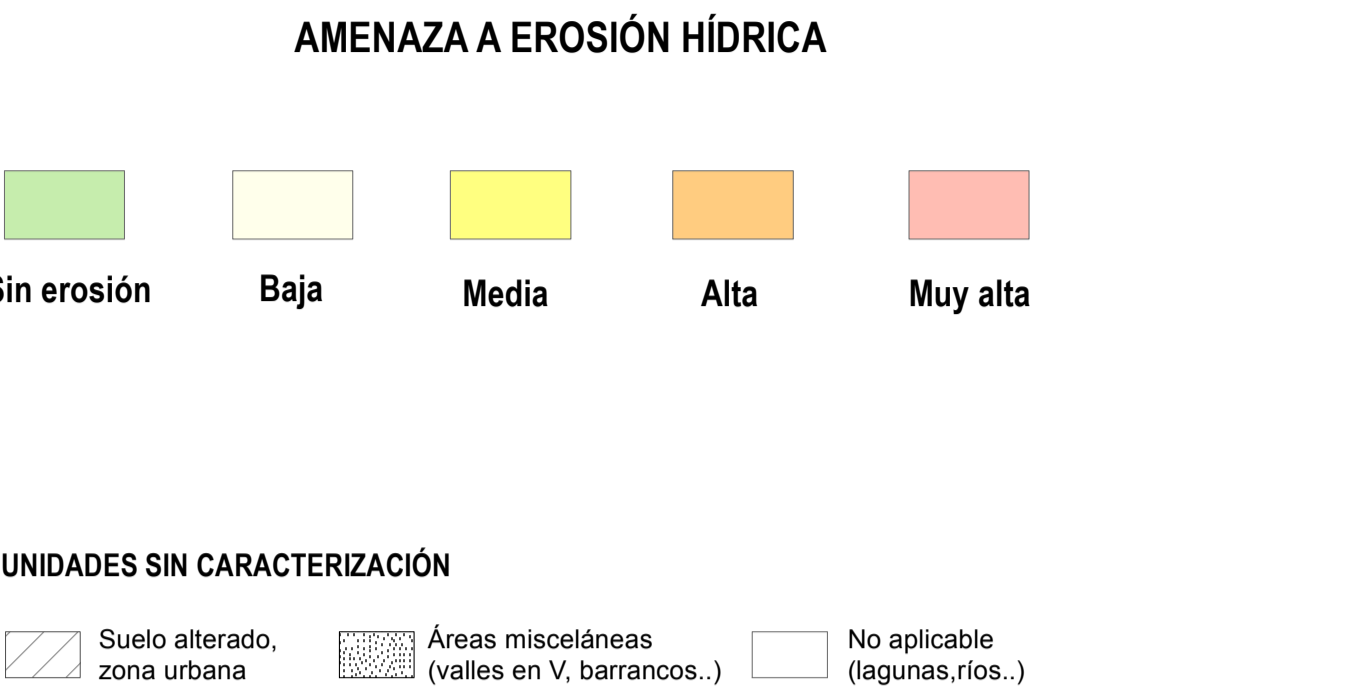 AMENAZA A EROSIÓN HÍDRICA
Sin erosión Baja Media Alta Muy alta
UNIDADES SIN CARACTERIZACIÓN
Suelo alterado, Áreas misceláneas No aplicable
zona urbana (valles en V, barrancos..) (lagunas,ríos..)